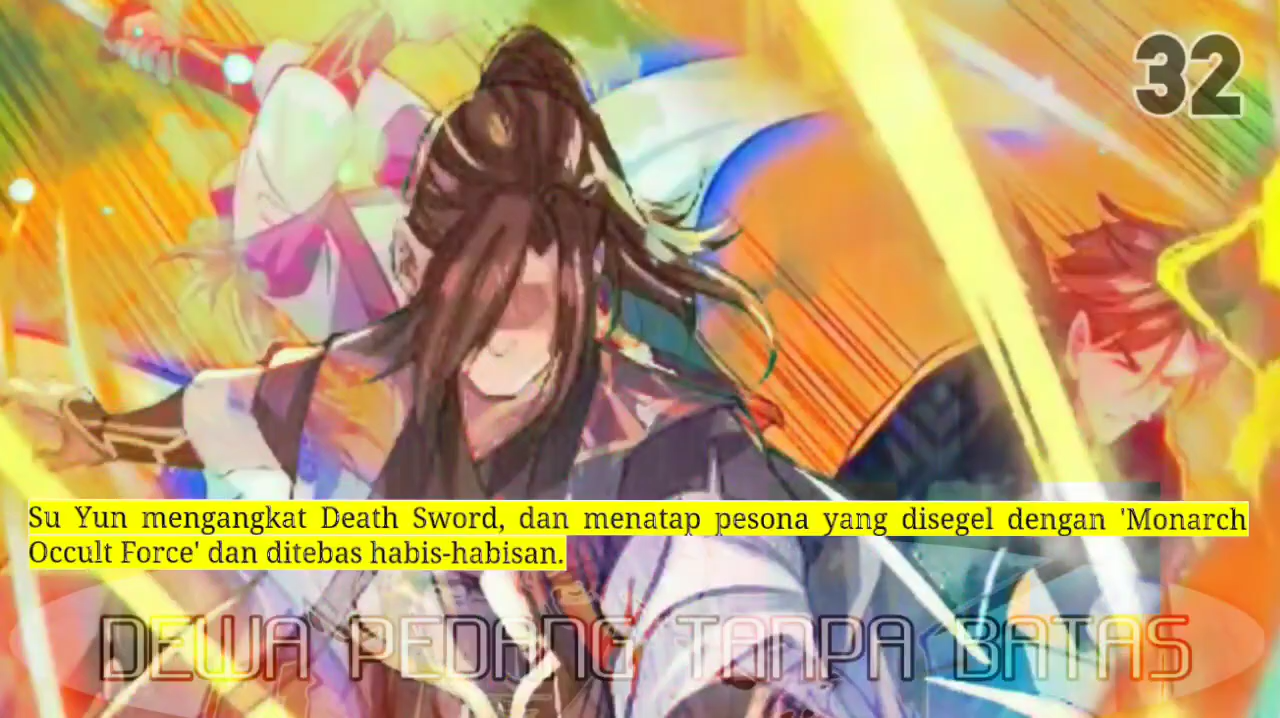 32
Su Yun mengangkat Death Sword, dan menatap pesona yang disegel dengan 'Monarch
Occult Force' dan ditebas habis-habisan.
DEWA PEDANG TANPA BATAS